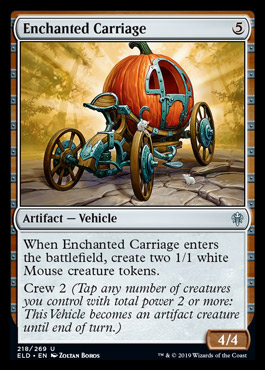 Enchanted Carriage 5
Artifact — Vehicle
When Enchanted Carriage enters
the battlefield, create two 1/1 white
Mouse creature tokens.
Crew 2 (Tap any number of creatures
you control with total power 2 or more:
This Vehicle becomes an artifact creature
until end of turn.)
4/4
218/269 U
ELD • EN ZOLTAN BOROS
™ & © 2019 Wizards of the Coast